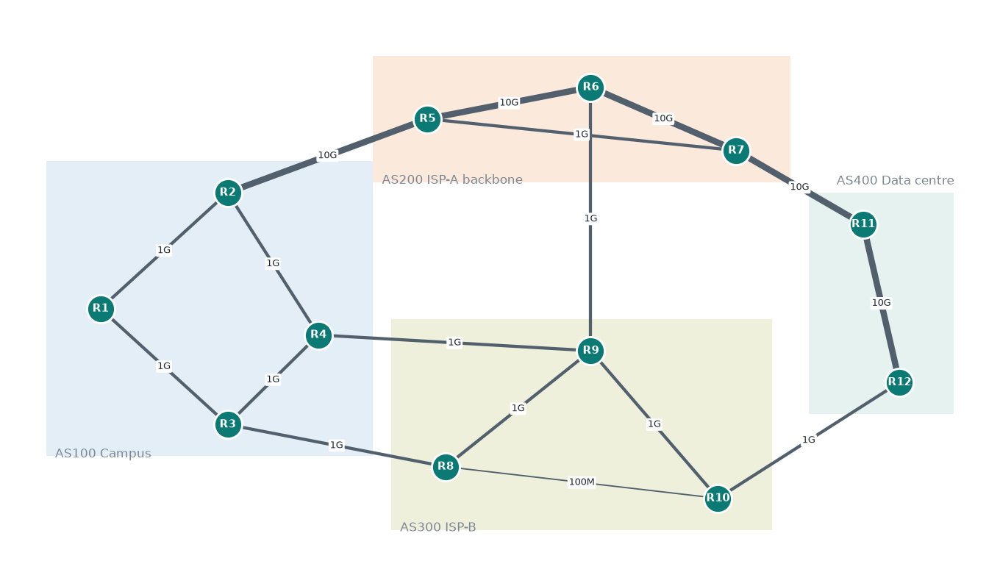 R6
10G
R5
10G
10G
1G
R7
10G
AS200 ISP-A backbone
AS400 Data centre
10G
R2
1G
R11
1G
1G
10G
R1
R4
1G
R9
1G
1G
R12
1G
1G
R3
1G
1G
AS100 Campus
R8
100M
R10
AS300 ISP-B